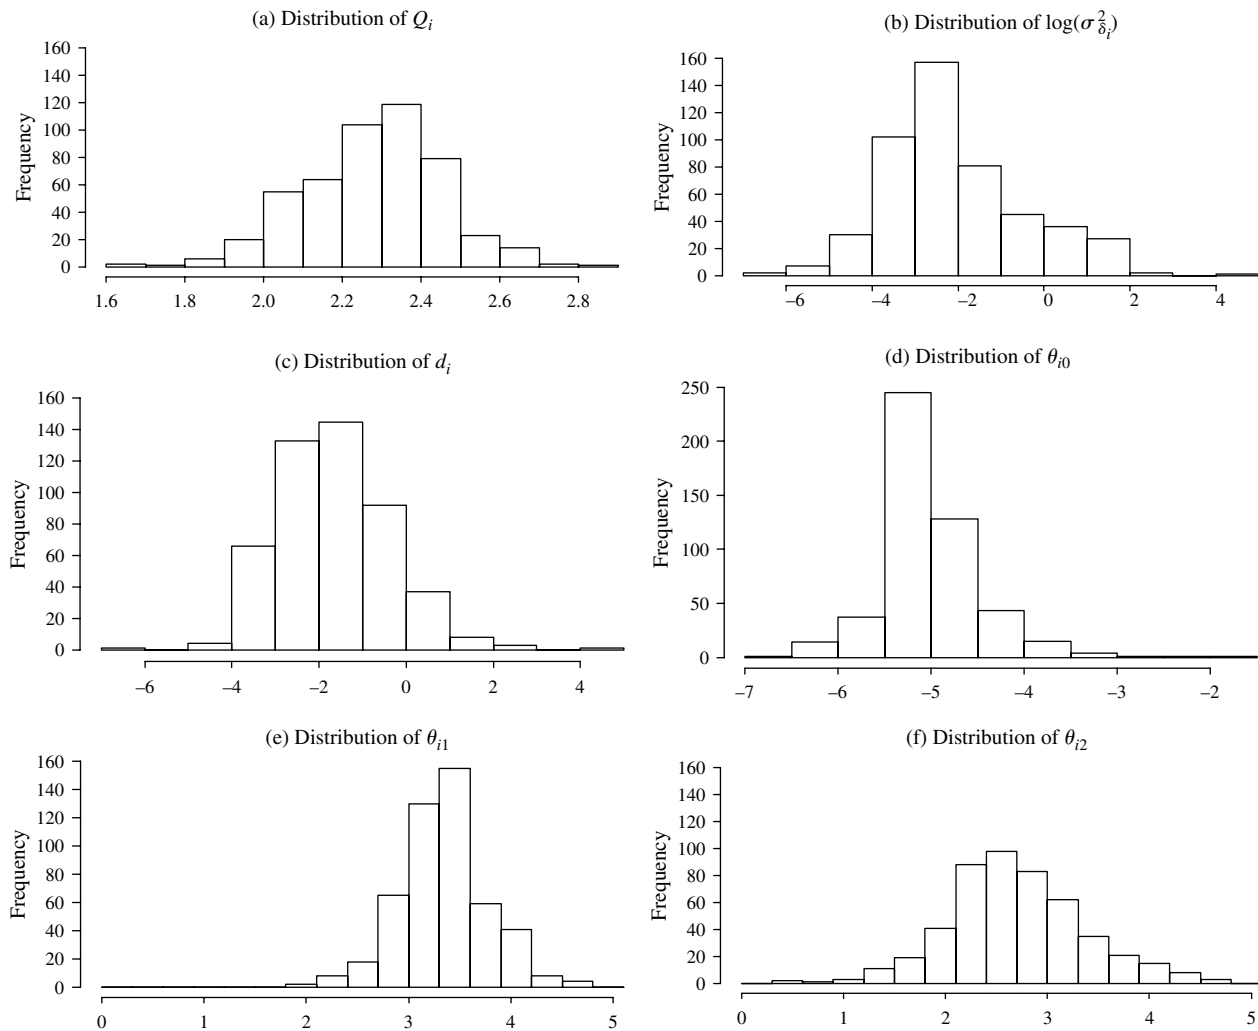 (a) Distribution of Qᵢ
160
140
120
100
80
60
40
20
0
Frequency
1.6 1.8 2.0 2.2 2.4 2.6 2.8
(b) Distribution of log(σ²δᵢ)
160
140
120
100
80
60
40
20
0
Frequency
–6 –4 –2 0 2 4
(c) Distribution of dᵢ
160
140
120
100
80
60
40
20
0
Frequency
–6 –4 –2 0 2 4
(d) Distribution of θᵢ₀
250
200
150
100
50
0
Frequency
–7 –6 –5 –4 –3 –2
(e) Distribution of θᵢ₁
160
140
120
100
80
60
40
20
0
Frequency
0 1 2 3 4 5
(f) Distribution of θᵢ₂
160
140
120
100
80
60
40
20
0
Frequency
0 1 2 3 4 5